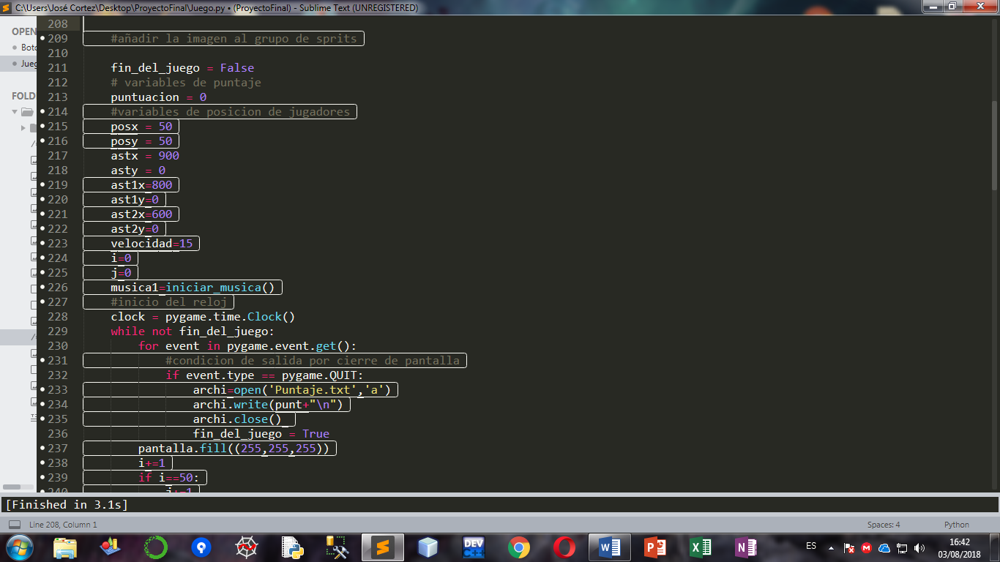 C:\Users\José Cortez\Desktop\ProyectoFinal\Juego.py • (ProyectoFinal) - Sublime Text (UNREGISTERED)
OPEN
Boto
Jueg
FOLD
208
209 #añadir la imagen al grupo de sprits
210
211 fin_del_juego = False
212 # variables de puntaje
213 puntuacion = 0
214 #variables de posicion de jugadores
215 posx = 50
216 posy = 50
217 astx = 900
218 asty = 0
219 ast1x=800
220 ast1y=0
221 ast2x=600
222 ast2y=0
223 velocidad=15
224 i=0
225 j=0
226 musica1=iniciar_musica()
227 #inicio del reloj
228 clock = pygame.time.Clock()
229 while not fin_del_juego:
230 for event in pygame.event.get():
231 #condicion de salida por cierre de pantalla
232 if event.type == pygame.QUIT:
233 archi=open('Puntaje.txt','a')
234 archi.write(punt+"\n")
235 archi.close()
236 fin_del_juego = True
237 pantalla.fill((255,255,255))
238 i+=1
239 if i==50:
[Finished in 3.1s]
Line 208, Column 1
Spaces: 4
Python
DEV
C++
ES
16:42
03/08/2018